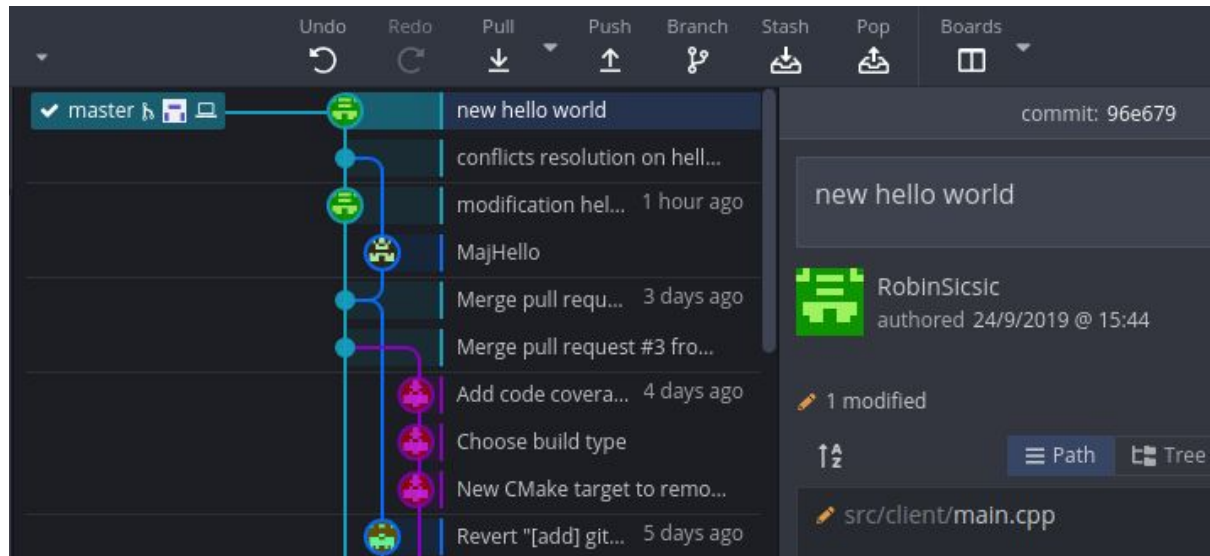 Undo Redo Pull Push Branch Stash Pop Boards
master
new hello world
conflicts resolution on hell...
modification hel... 1 hour ago
MajHello
Merge pull requ... 3 days ago
Merge pull request #3 fro...
Add code covera... 4 days ago
Choose build type
New CMake target to remo...
Revert "[add] git... 5 days ago
commit: 96e679
new hello world
RobinSicsic
authored 24/9/2019 @ 15:44
1 modified
A
Z
Path Tree
src/client/main.cpp